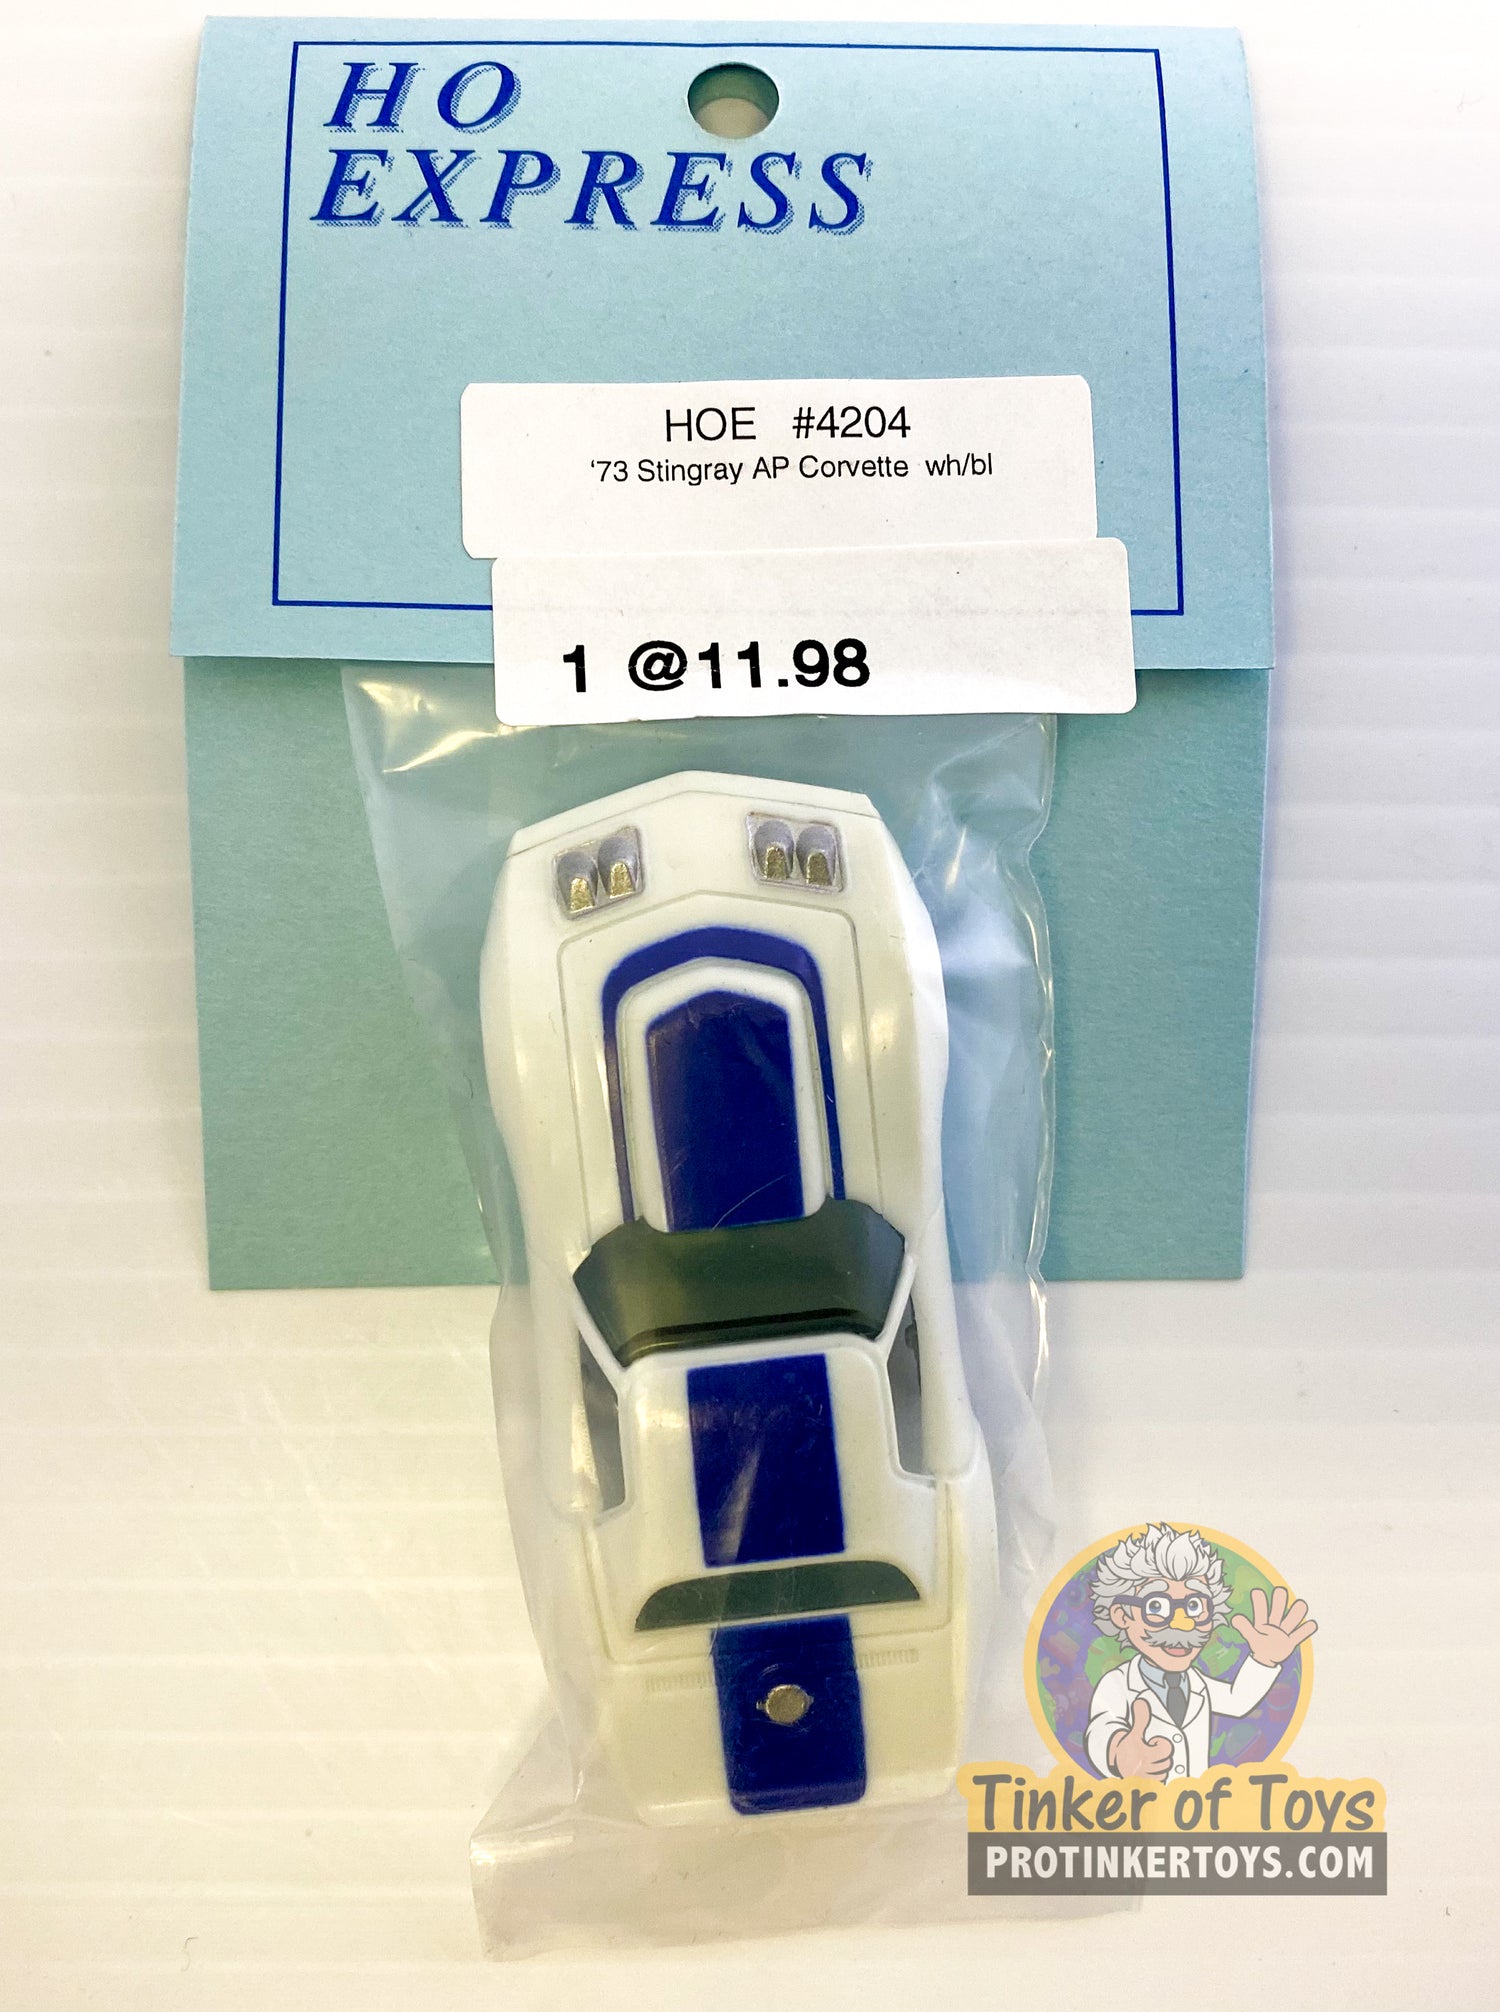 HO
EXPRESS
HOE #4204
‘73 Stingray AP Corvette wh/bl
1 @11.98
Tinker of Toys
PROTINKERTOYS.COM